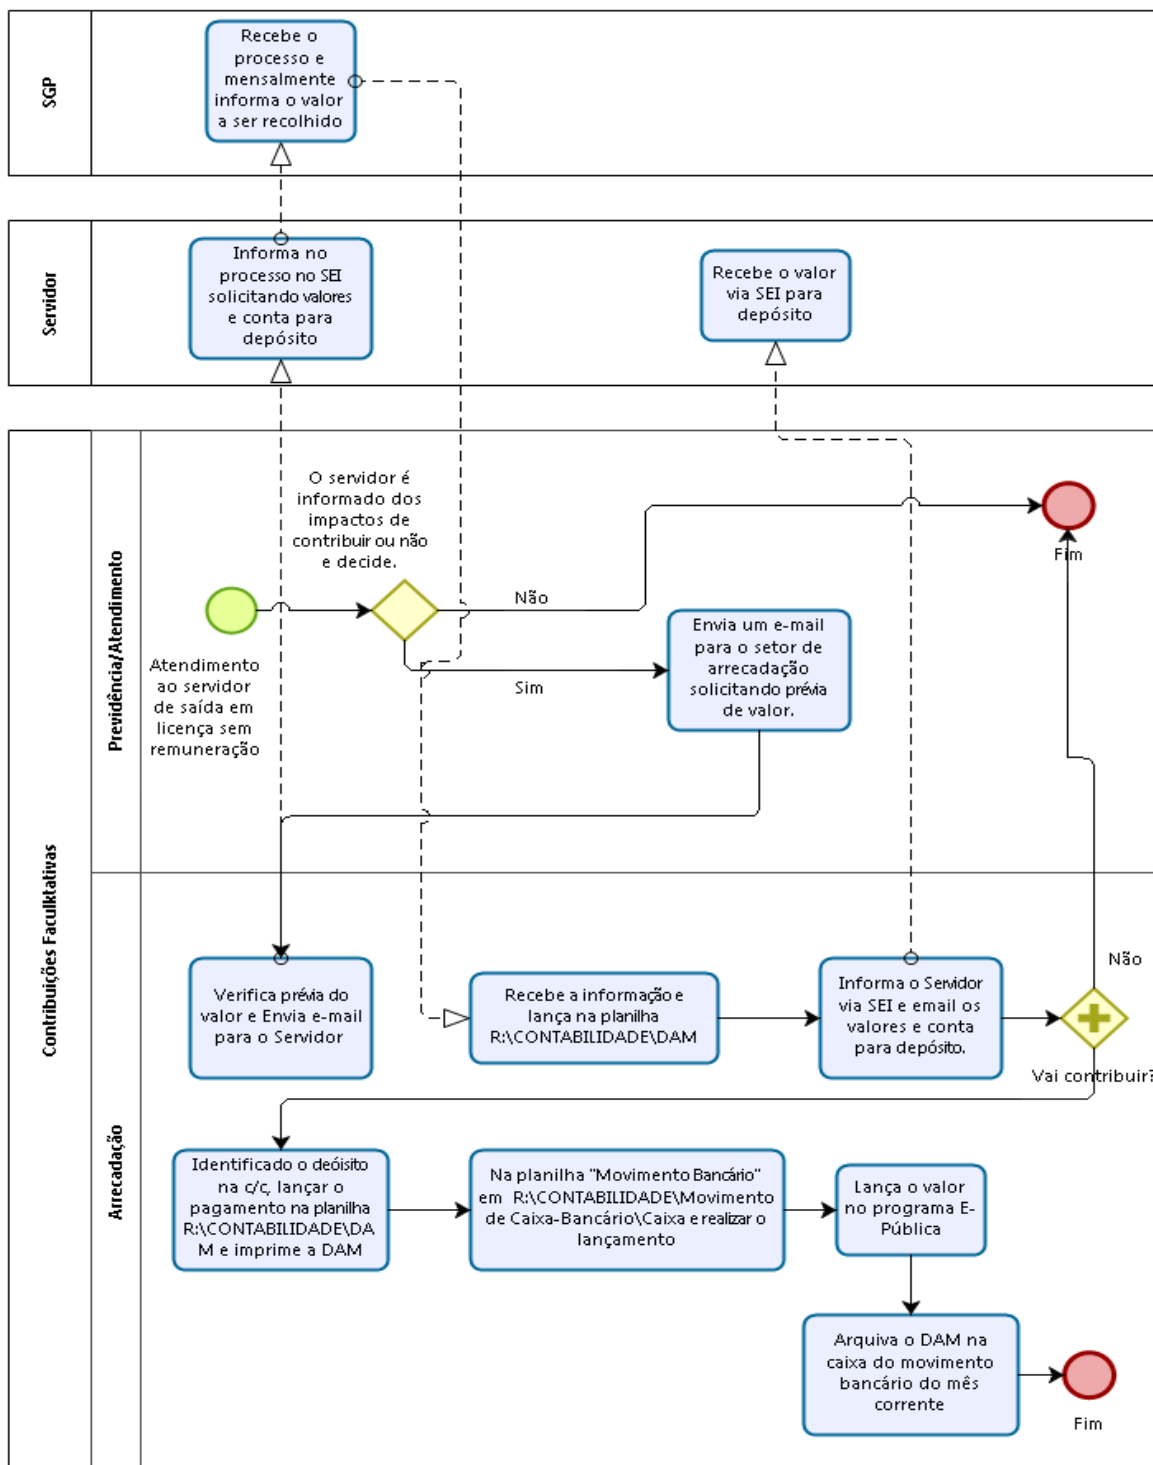 SGP
Recebe o
processo e
mensalmente
informa o valor
a ser recolhido
Servidor
Informa no
processo no SEI
solicitando valores
e conta para
depósito
Recebe o valor
via SEI para
depósito
Contribuições Faculktativas
Previdência/Atendimento
O servidor é
informado dos
impactos de
contribuir ou não
e decide.
Fim
Não
Atendimento
ao servidor
de saída em
licença sem
remuneração
Sim
Envia um e-mail
para o setor de
arrecadação
solicitando prévia
de valor.
Arrecadação
Verifica prévia do
valor e Envia e-mail
para o Servidor
Recebe a informação e
lança na planilha
R:\CONTABILIDADE\DAM
Informa o Servidor
via SEI e email os
valores e conta
para depósito.
Não
Vai contribuir?
Identificado o deóisito
na c/c, lançar o
pagamento na planilha
R:\CONTABILIDADE\DA
M e imprime a DAM
Na planilha "Movimento Bancário"
em R:\CONTABILIDADE\Movimento
de Caixa-Bancário\Caixa e realizar o
lançamento
Lança o valor
no programa E-
Pública
Arquiva o DAM na
caixa do movimento
bancário do mês
corrente
Fim